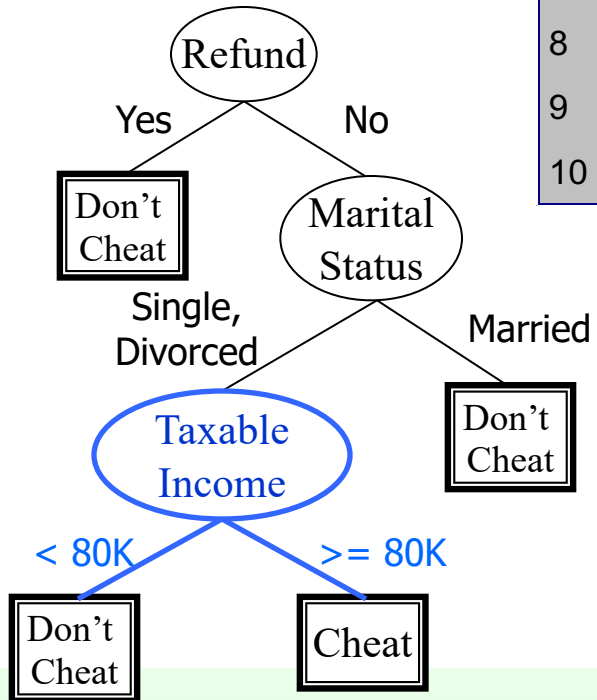 Refund
8
Yes
No
9
10
Don't
Cheat
Marital
Status
Single,
Divorced
Married
Taxable
Income
Don't
Cheat
< 80K
>= 80K
Don't
Cheat
Cheat